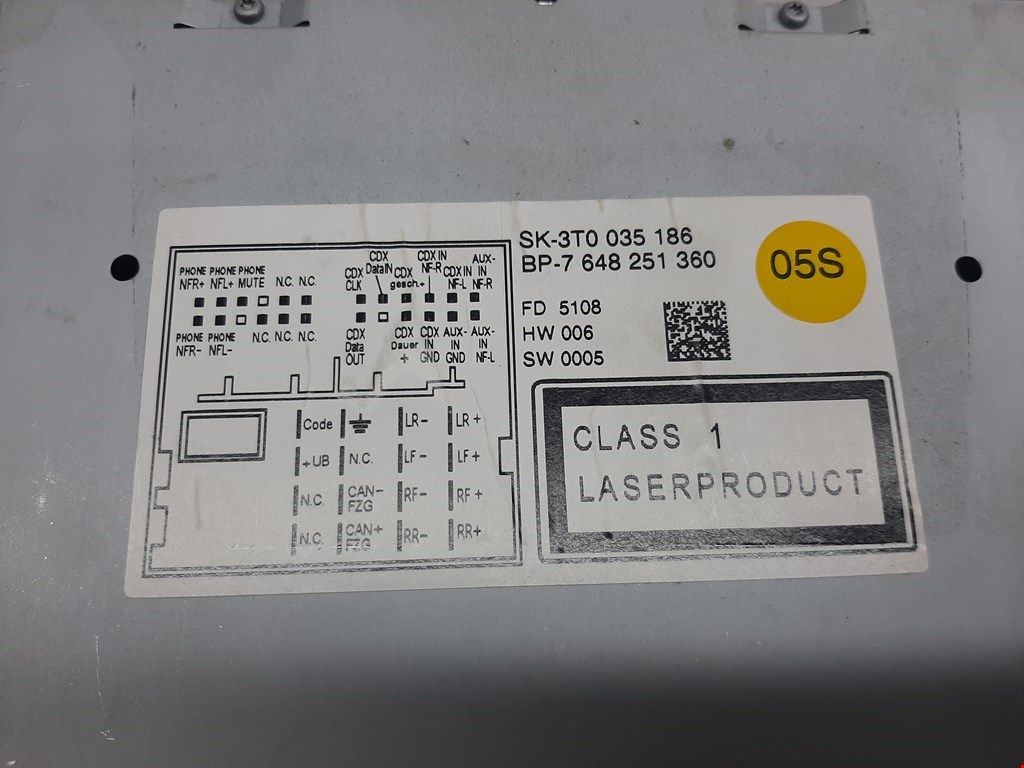 SK-3T0 035 186
BP-7 648 251 360
05S
FD 5108
HW 006
SW 0005
CLASS 1
LASERPRODUCT
PHONE NFR+
PHONE NFL+
PHONE MUTE
N.C.
N.C.
PHONE NFR-
PHONE NFL-
N.C.
N.C.
N.C.
CDX CLK
CDX DataIN
CDX gesch.+
CDX IN NF-R
CDX IN NF-L
AUX-IN NF-R
CDX Data OUT
CDX Dauer +
CDX IN GND
AUX-IN GND
AUX-IN NF-L
Code LR- LR+
+UB N.C. LF- LF+
N.C. CAN-FZG RF- RF+
N.C. CAN+FZG RR- RR+